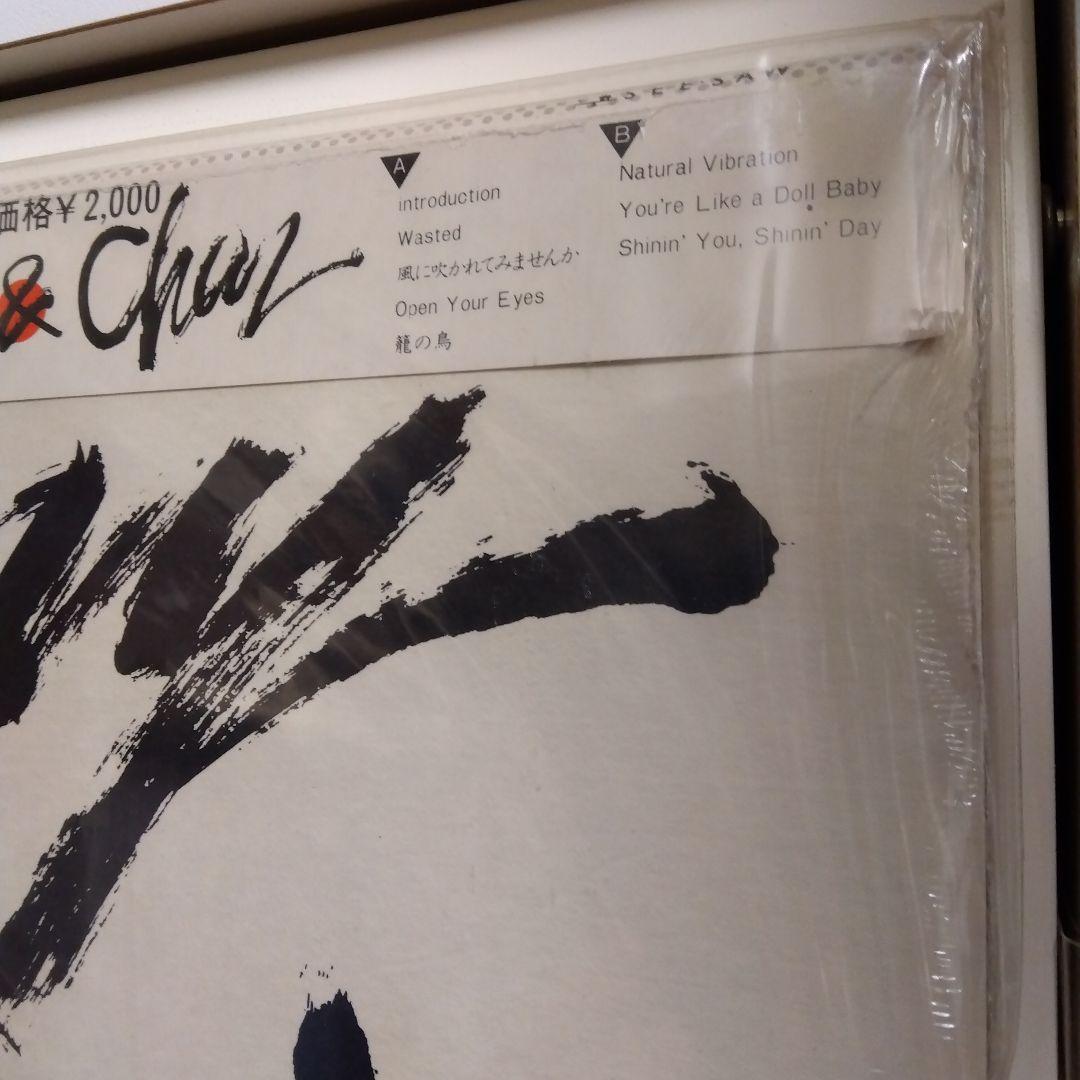 価格¥2,000
& Char
A
introduction
Wasted
風に吹かれてみませんか
Open Your Eyes
籠の鳥
B
Natural Vibration
You're Like a Doll Baby
Shinin' You, Shinin' Day